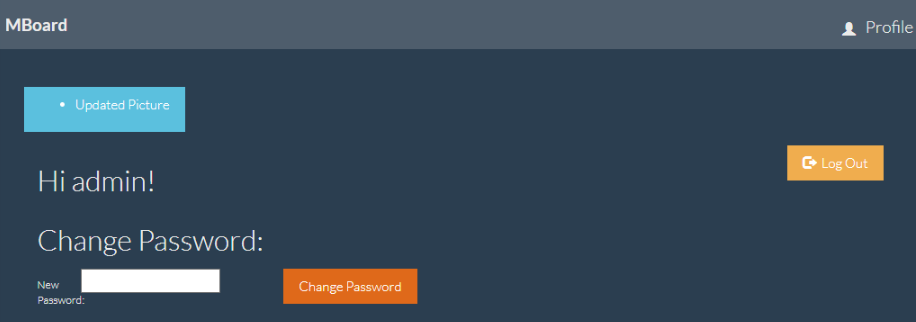 MBoard
Profile
Updated Picture
Log Out
Hi admin!
Change Password:
New
Password:
Change Password